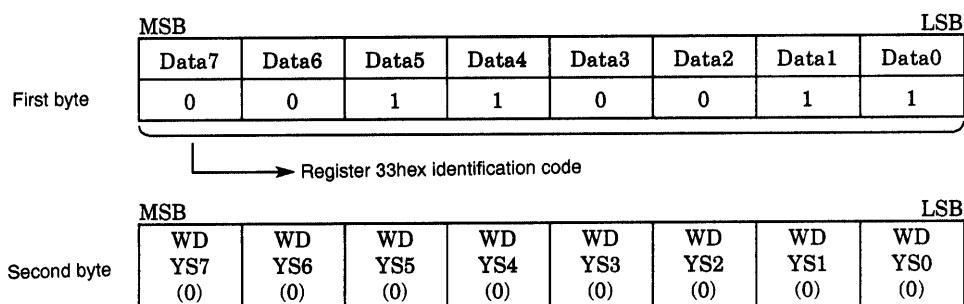 MSB LSB
Data7 Data6 Data5 Data4 Data3 Data2 Data1 Data0
First byte 0 0 1 1 0 0 1 1
Register 33hex identification code
MSB LSB
WD WD WD WD WD WD WD WD
Second byte YS7 YS6 YS5 YS4 YS3 YS2 YS1 YS0
(0) (0) (0) (0) (0) (0) (0) (0)